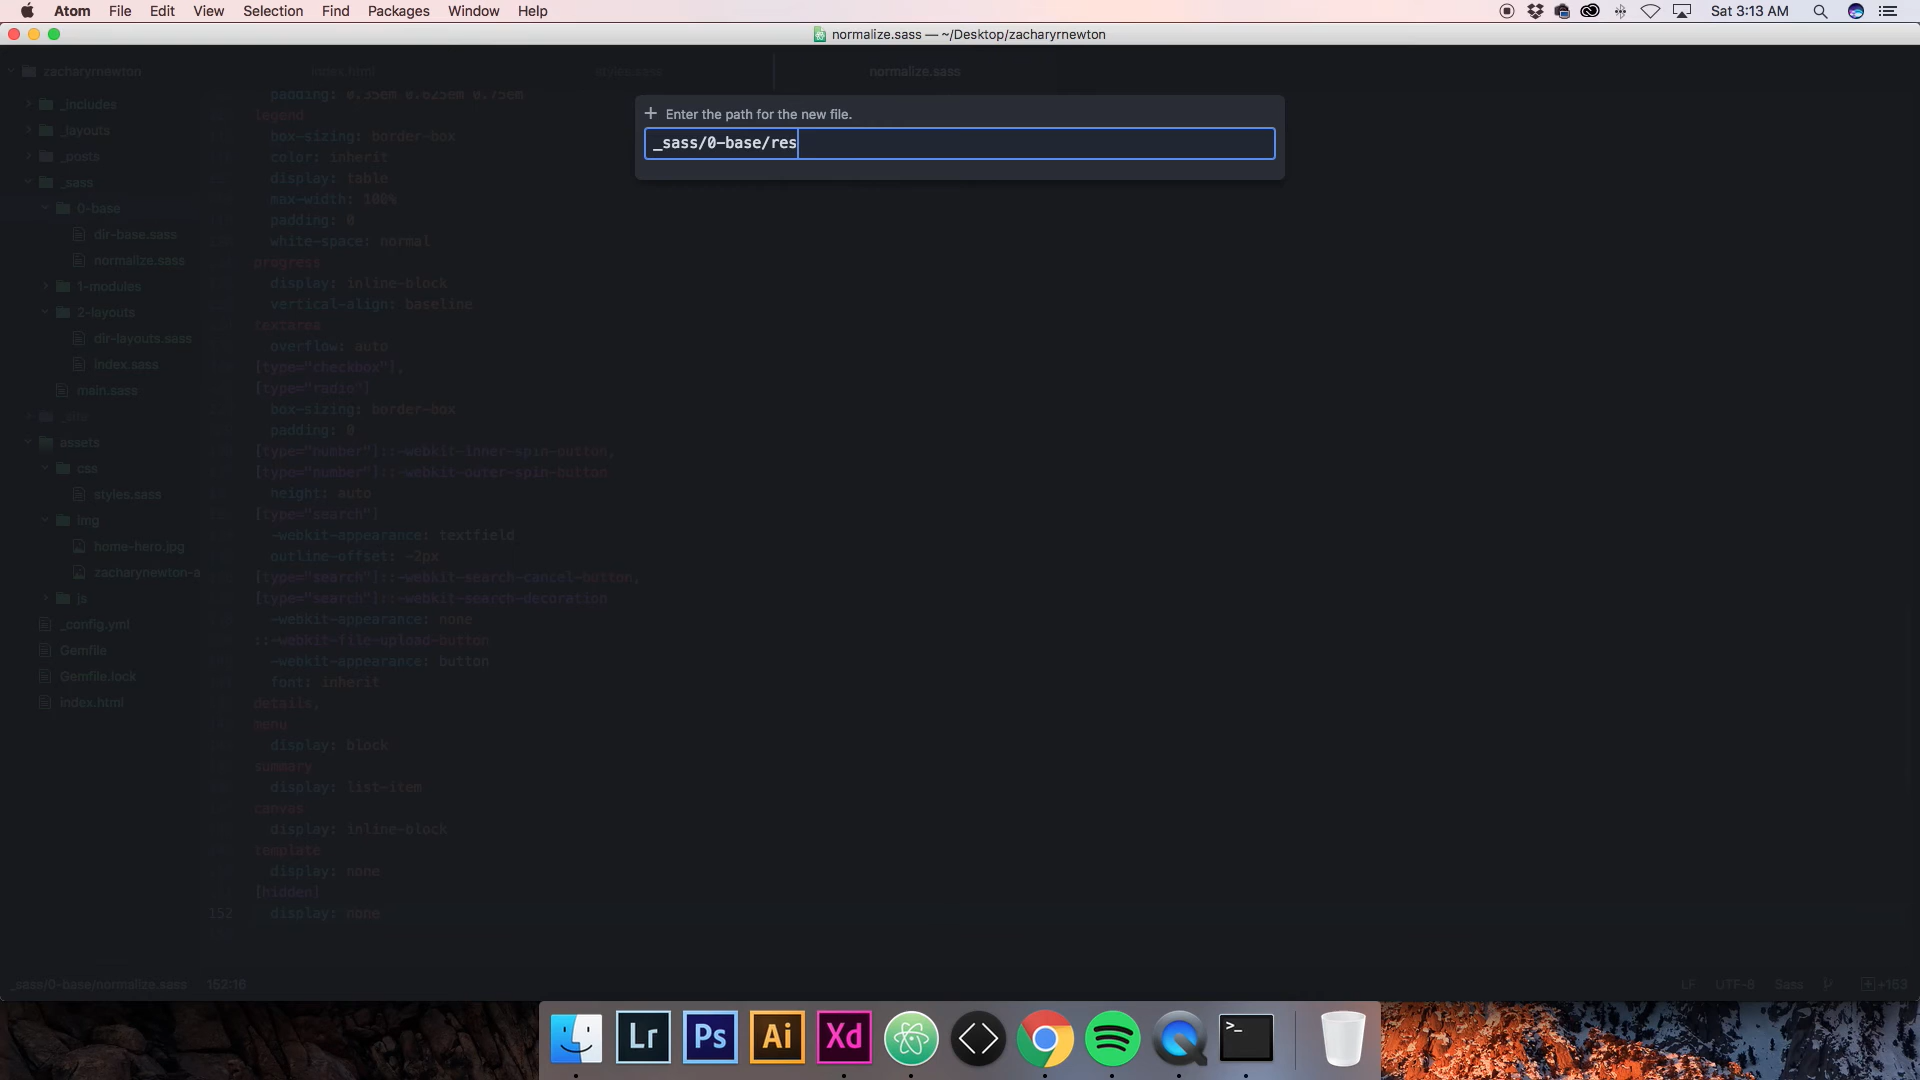 Atom File Edit View Selection Find Packages Window Help
Sat 3:13 AM
normalize.sass — ~/Desktop/zacharyrnewton
zacharyrnewton
index.html
styles.sass
normalize.sass
Enter the path for the new file.
_sass/0-base/res
_includes
_layouts
_posts
_sass
0-base
dir-base.sass
normalize.sass
1-modules
2-layouts
dir-layouts.sass
index.sass
main.sass
_site
assets
css
styles.sass
img
home-hero.jpg
zacharynewton-a
js
_config.yml
Gemfile
Gemfile.lock
index.html
padding: 0.35em 0.625em 0.75em
legend
box-sizing: border-box
color: inherit
display: table
max-width: 100%
padding: 0
white-space: normal
progress
display: inline-block
vertical-align: baseline
textarea
overflow: auto
[type="checkbox"],
[type="radio"]
box-sizing: border-box
padding: 0
[type="number"]::-webkit-inner-spin-button,
[type="number"]::-webkit-outer-spin-button
height: auto
[type="search"]
-webkit-appearance: textfield
outline-offset: -2px
[type="search"]::-webkit-search-cancel-button,
[type="search"]::-webkit-search-decoration
-webkit-appearance: none
::-webkit-file-upload-button
-webkit-appearance: button
font: inherit
details,
menu
display: block
summary
display: list-item
canvas
display: inline-block
template
display: none
[hidden]
152 display: none
_sass/0-base/normalize.sass 152:16
LF UTF-8 Sass +153
Lr Ps Ai Xd